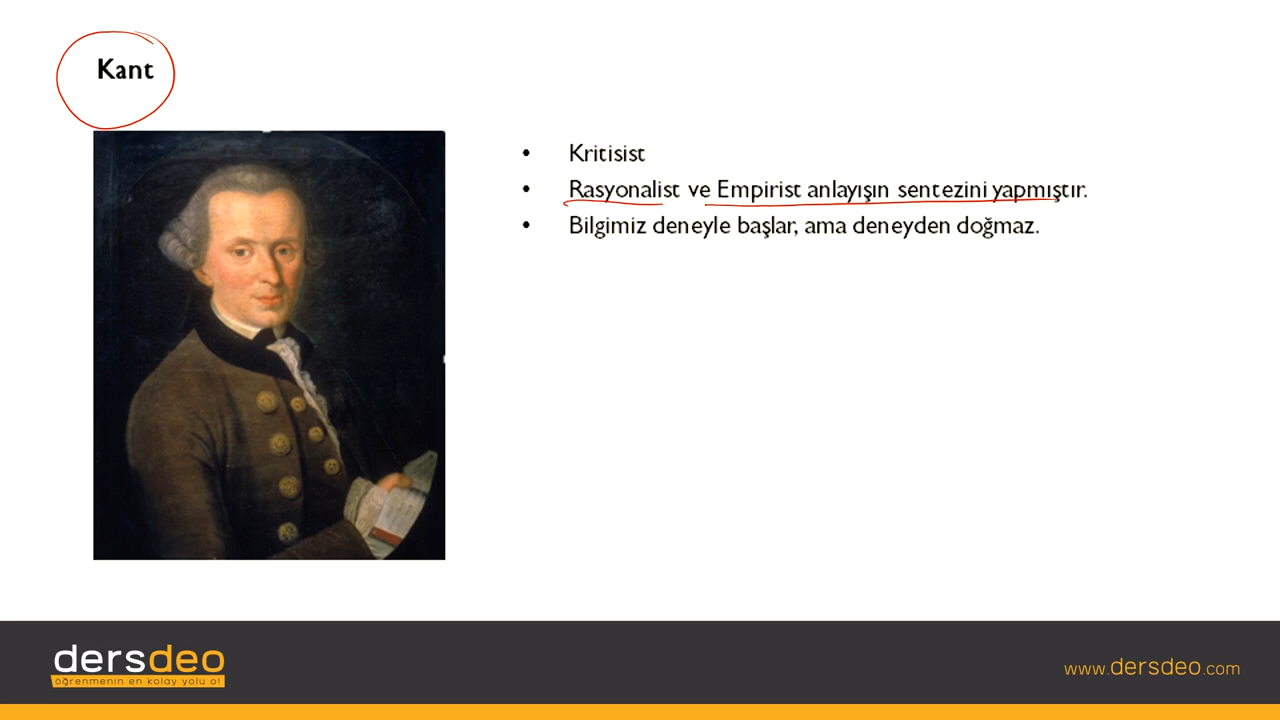 Kant
• Kritisist
• Rasyonalist ve Empirist anlayışın sentezini yapmıştır.
• Bilgimiz deneyle başlar, ama deneyden doğmaz.
dersdeo
öğrenmenin en kolay yolu o!
www.dersdeo.com